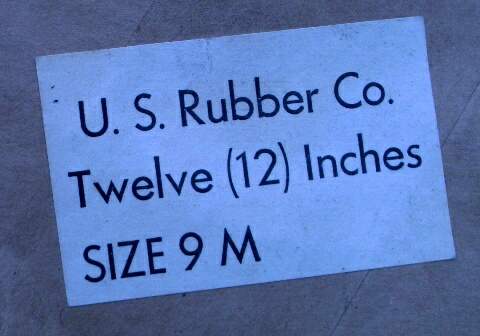 U. S. Rubber Co.
Twelve (12) Inches
SIZE 9 M